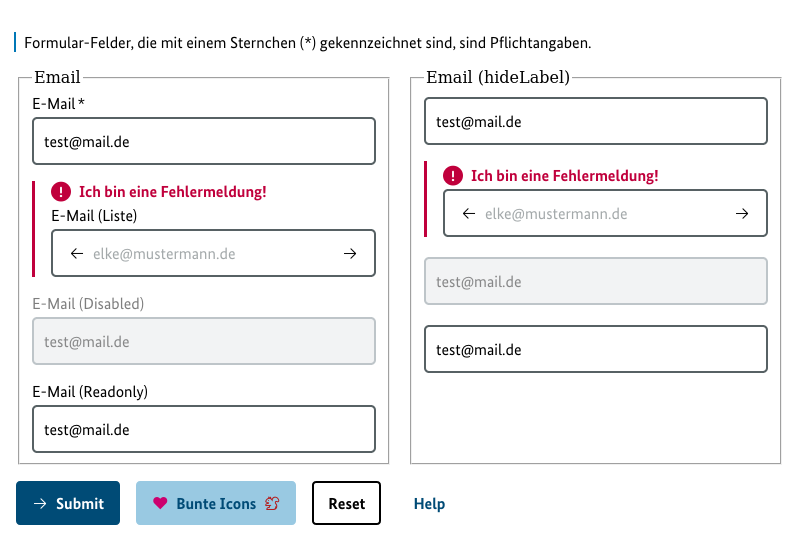 Formular-Felder, die mit einem Sternchen (*) gekennzeichnet sind, sind Pflichtangaben.
Email
E-Mail *
test@mail.de
Ich bin eine Fehlermeldung!
E-Mail (Liste)
elke@mustermann.de
E-Mail (Disabled)
test@mail.de
E-Mail (Readonly)
test@mail.de
Email (hideLabel)
test@mail.de
Ich bin eine Fehlermeldung!
elke@mustermann.de
test@mail.de
test@mail.de
Submit
Bunte Icons
Reset
Help